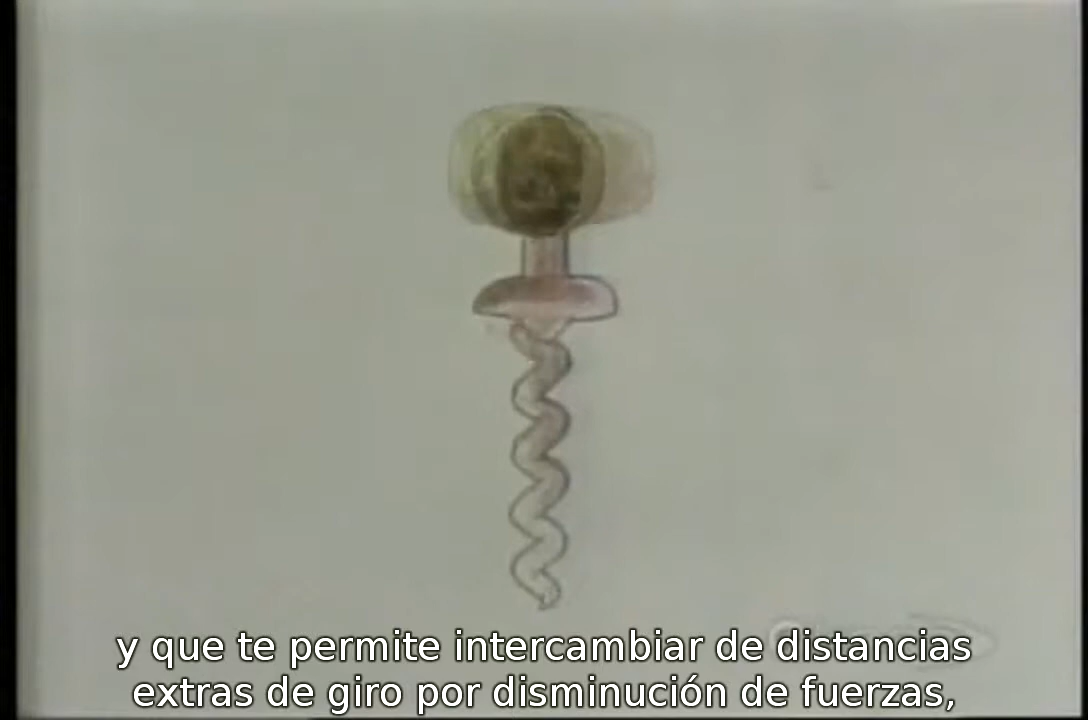 y que te permite intercambiar de distancias
extras de giro por disminución de fuerzas,